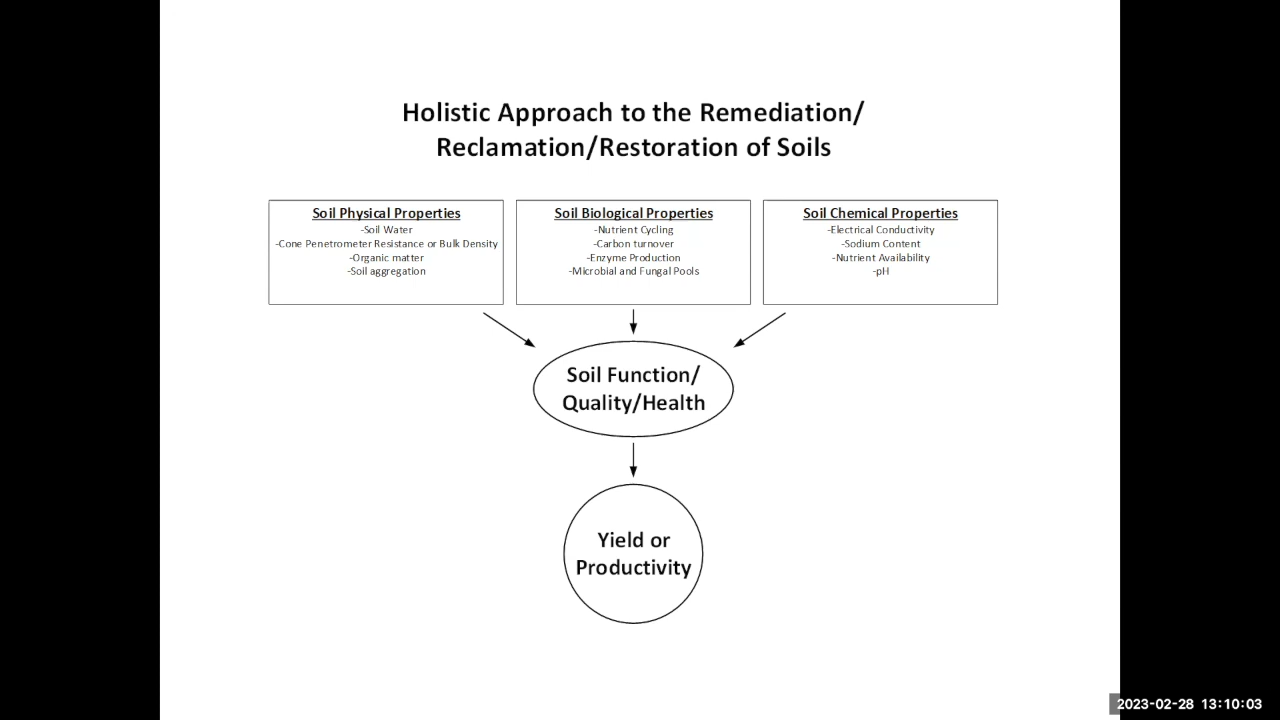 Holistic Approach to the Remediation/
Reclamation/Restoration of Soils
Soil Physical Properties
-Soil Water
-Cone Penetrometer Resistance or Bulk Density
-Organic matter
-Soil aggregation
Soil Biological Properties
-Nutrient Cycling
-Carbon turnover
-Enzyme Production
-Microbial and Fungal Pools
Soil Chemical Properties
-Electrical Conductivity
-Sodium Content
-Nutrient Availability
-pH
Soil Function/
Quality/Health
Yield or
Productivity
2023-02-28 13:10:03